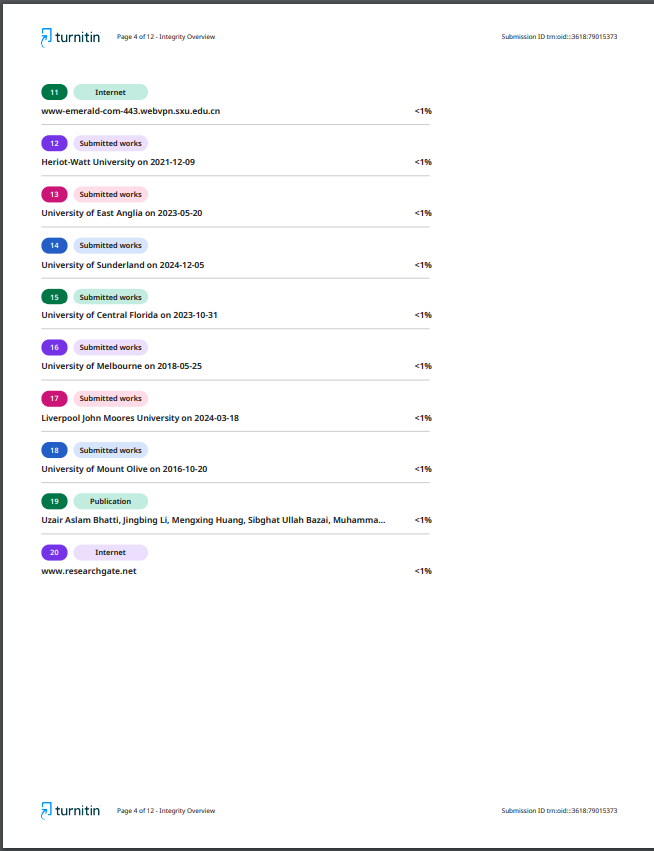 turnitin Page 4 of 12 - Integrity Overview Submission ID trn:oid:::3618:79015373
11 Internet
www-emerald-com-443.webvpn.sxu.edu.cn <1%
12 Submitted works
Heriot-Watt University on 2021-12-09 <1%
13 Submitted works
University of East Anglia on 2023-05-20 <1%
14 Submitted works
University of Sunderland on 2024-12-05 <1%
15 Submitted works
University of Central Florida on 2023-10-31 <1%
16 Submitted works
University of Melbourne on 2018-05-25 <1%
17 Submitted works
Liverpool John Moores University on 2024-03-18 <1%
18 Submitted works
University of Mount Olive on 2016-10-20 <1%
19 Publication
Uzair Aslam Bhatti, Jingbing Li, Mengxing Huang, Sibghat Ullah Bazai, Muhamma... <1%
20 Internet
www.researchgate.net <1%
turnitin Page 4 of 12 - Integrity Overview Submission ID trn:oid:::3618:79015373